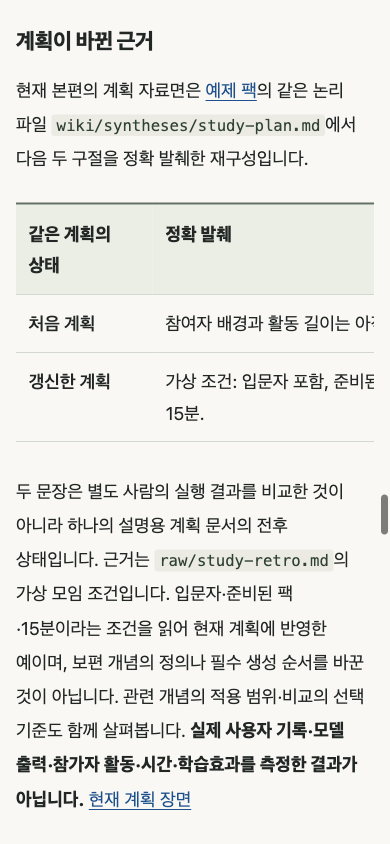 계획이 바뀐 근거
현재 본편의 계획 자료면은 예제 팩의 같은 논리
파일 wiki/syntheses/study-plan.md에서
다음 두 구절을 정확 발췌한 재구성입니다.
같은 계획의 상태
정확 발췌
처음 계획
참여자 배경과 활동 길이는
갱신한 계획
가상 조건: 입문자 포함, 준비된
15분.
두 문장은 별도 사람의 실행 결과를 비교한 것이
아니라 하나의 설명용 계획 문서의 전후
상태입니다. 근거는 raw/study-retro.md의
가상 모임 조건입니다. 입문자·준비된 팩
·15분이라는 조건을 읽어 현재 계획에 반영한
예이며, 보편 개념의 정의나 필수 생성 순서를 바꾼
것이 아닙니다. 관련 개념의 적용 범위·비교의 선택
기준도 함께 살펴봅니다. 실제 사용자 기록·모델
출력·참가자 활동·시간·학습효과를 측정한 결과가
아닙니다. 현재 계획 장면